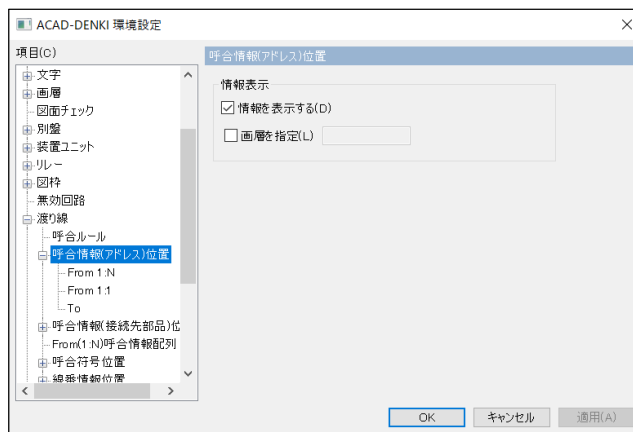 ACAD-DENKI 環境設定
項目(C)
文字
画層
図面チェック
別盤
装置ユニット
リレー
図枠
無効回路
渡り線
呼合ルール
呼合情報(アドレス)位置
From 1:N
From 1:1
To
呼合情報(接続先部品)位
From(1:N)呼合情報配列
呼合符号位置
線番情報位置
呼合情報(アドレス)位置
情報表示
情報を表示する(D)
画層を指定(L)
OK
キャンセル
適用(A)